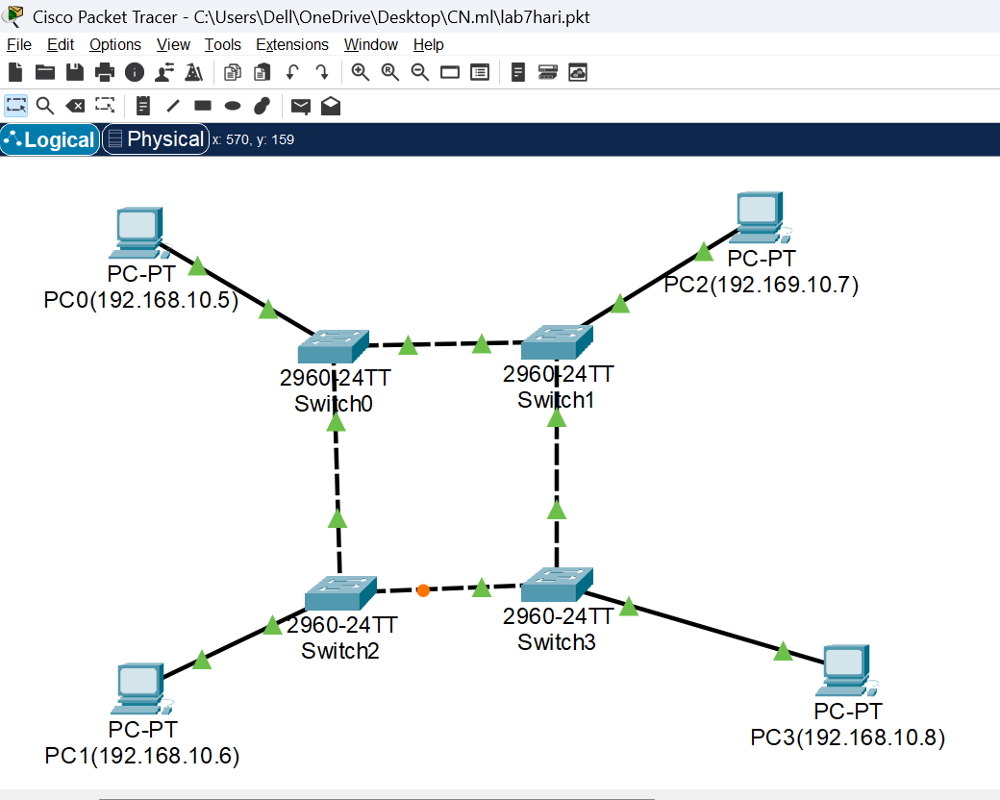 Cisco Packet Tracer - C:\Users\Dell\OneDrive\Desktop\CN.ml\lab7hari.pkt
File Edit Options View Tools Extensions Window Help
Logical Physical x: 570, y: 159
PC-PT
PC0(192.168.10.5)
PC-PT
PC2(192.169.10.7)
2960-24TT
Switch0
2960-24TT
Switch1
2960-24TT
Switch2
2960-24TT
Switch3
PC-PT
PC1(192.168.10.6)
PC-PT
PC3(192.168.10.8)